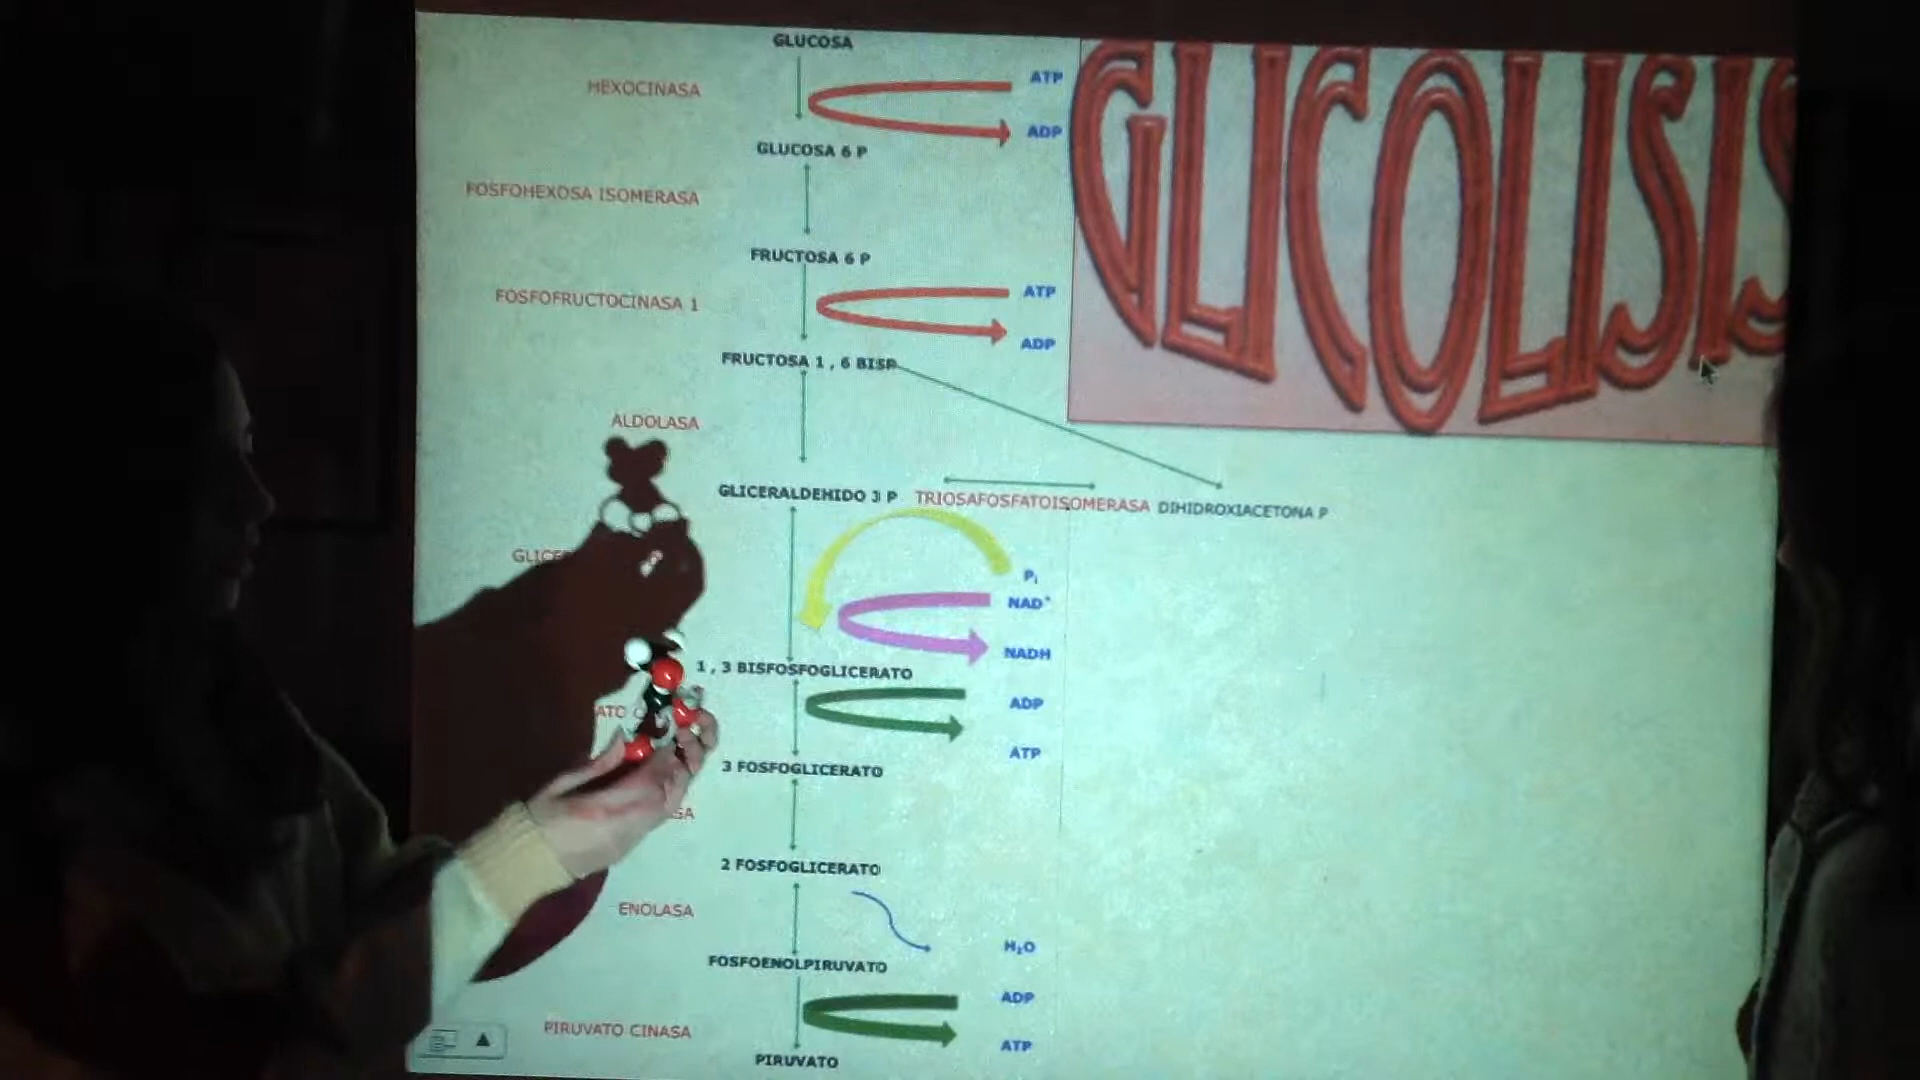 GLUCOSA
HEXOCINASA
ATP
ADP
GLICOLISIS
GLUCOSA 6 P
FOSFOHEXOSA ISOMERASA
FRUCTOSA 6 P
FOSFOFRUCTOCINASA 1
ATP
ADP
FRUCTOSA 1 , 6 BISP
ALDOLASA
GLICERALDEHIDO 3 P TRIOSAFOSFATOISOMERASA DIHIDROXIACETONA P
Pi
NAD+
NADH
1 , 3 BISFOSFOGLICERATO
ADP
ATP
3 FOSFOGLICERATO
2 FOSFOGLICERATO
ENOLASA
H₂O
FOSFOENOLPIRUVATO
ADP
PIRUVATO CINASA
ATP
PIRUVATO